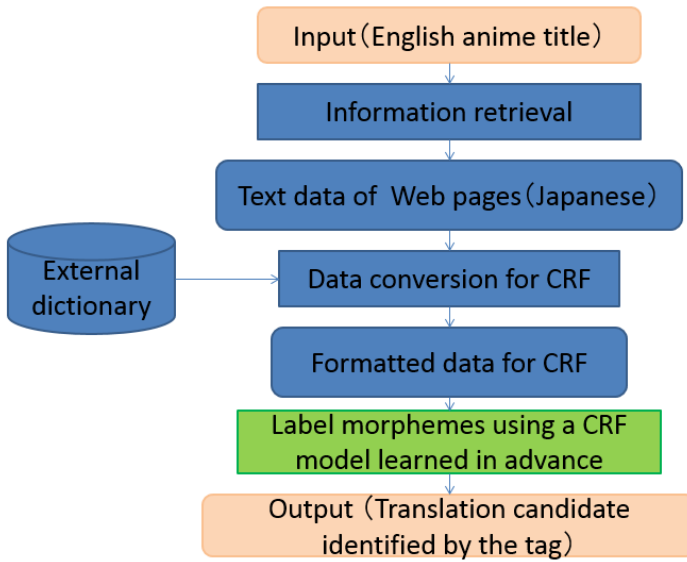 Input（English anime title）
Information retrieval
Text data of Web pages（Japanese）
External
dictionary
Data conversion for CRF
Formatted data for CRF
Label morphemes using a CRF
model learned in advance
Output （Translation candidate
identified by the tag）